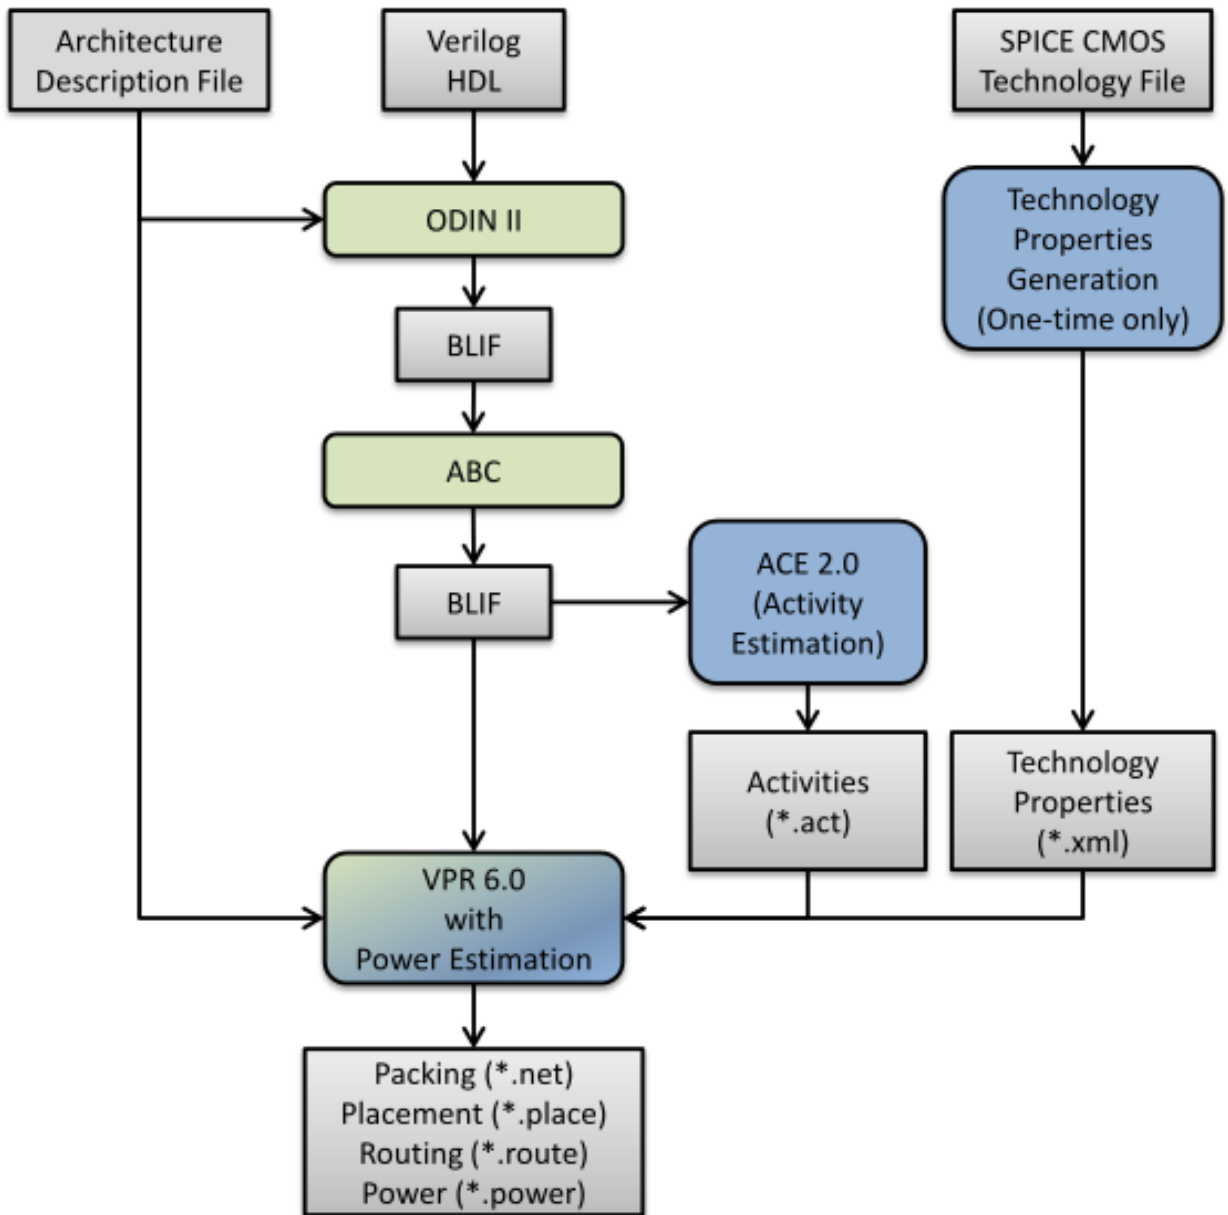 Architecture
Description File
Verilog
HDL
SPICE CMOS
Technology File
ODIN II
Technology
Properties
Generation
(One-time only)
BLIF
ABC
BLIF
ACE 2.0
(Activity
Estimation)
Activities
(*.act)
Technology
Properties
(*.xml)
VPR 6.0
with
Power Estimation
Packing (*.net)
Placement (*.place)
Routing (*.route)
Power (*.power)